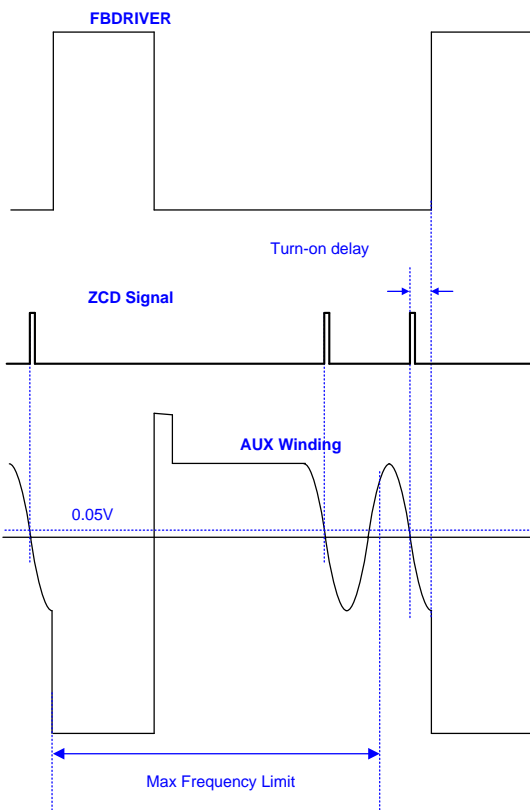 FBDRIVER
Turn-on delay
ZCD Signal
AUX Winding
0.05V
Max Frequency Limit